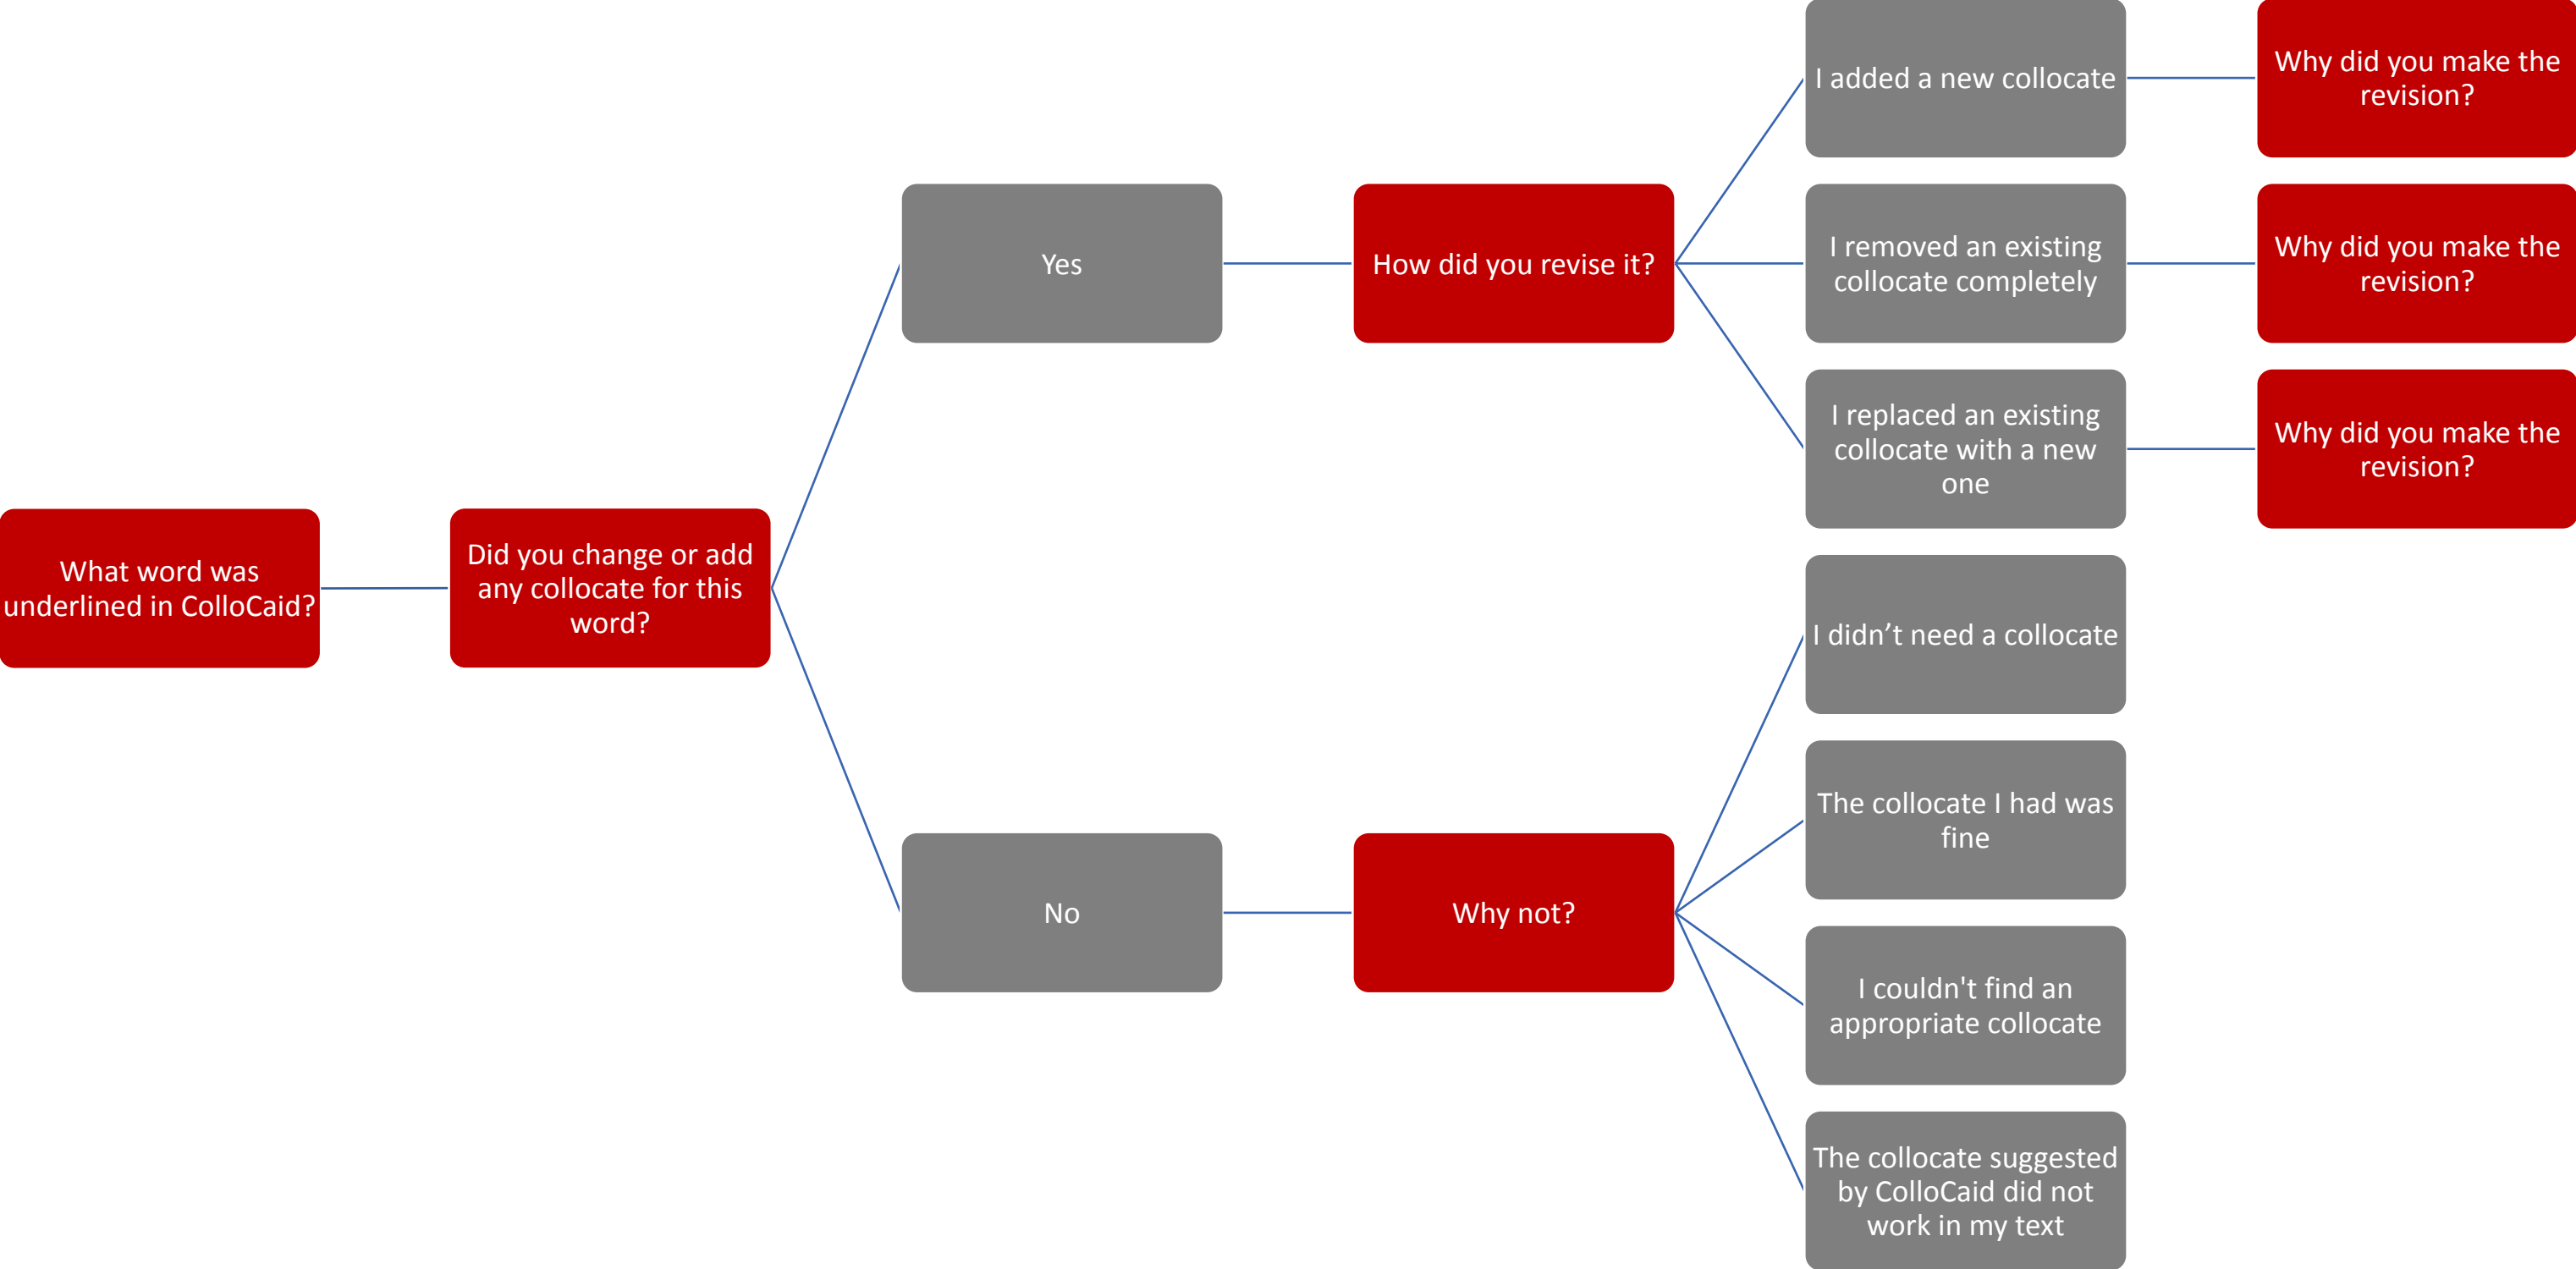 What word was
underlined in ColloCaid?
Did you change or add
any collocate for this
word?
Yes
How did you revise it?
I added a new collocate
Why did you make the
revision?
I removed an existing
collocate completely
Why did you make the
revision?
I replaced an existing
collocate with a new
one
Why did you make the
revision?
No
Why not?
I didn’t need a collocate
The collocate I had was
fine
I couldn't find an
appropriate collocate
The collocate suggested
by ColloCaid did not
work in my text